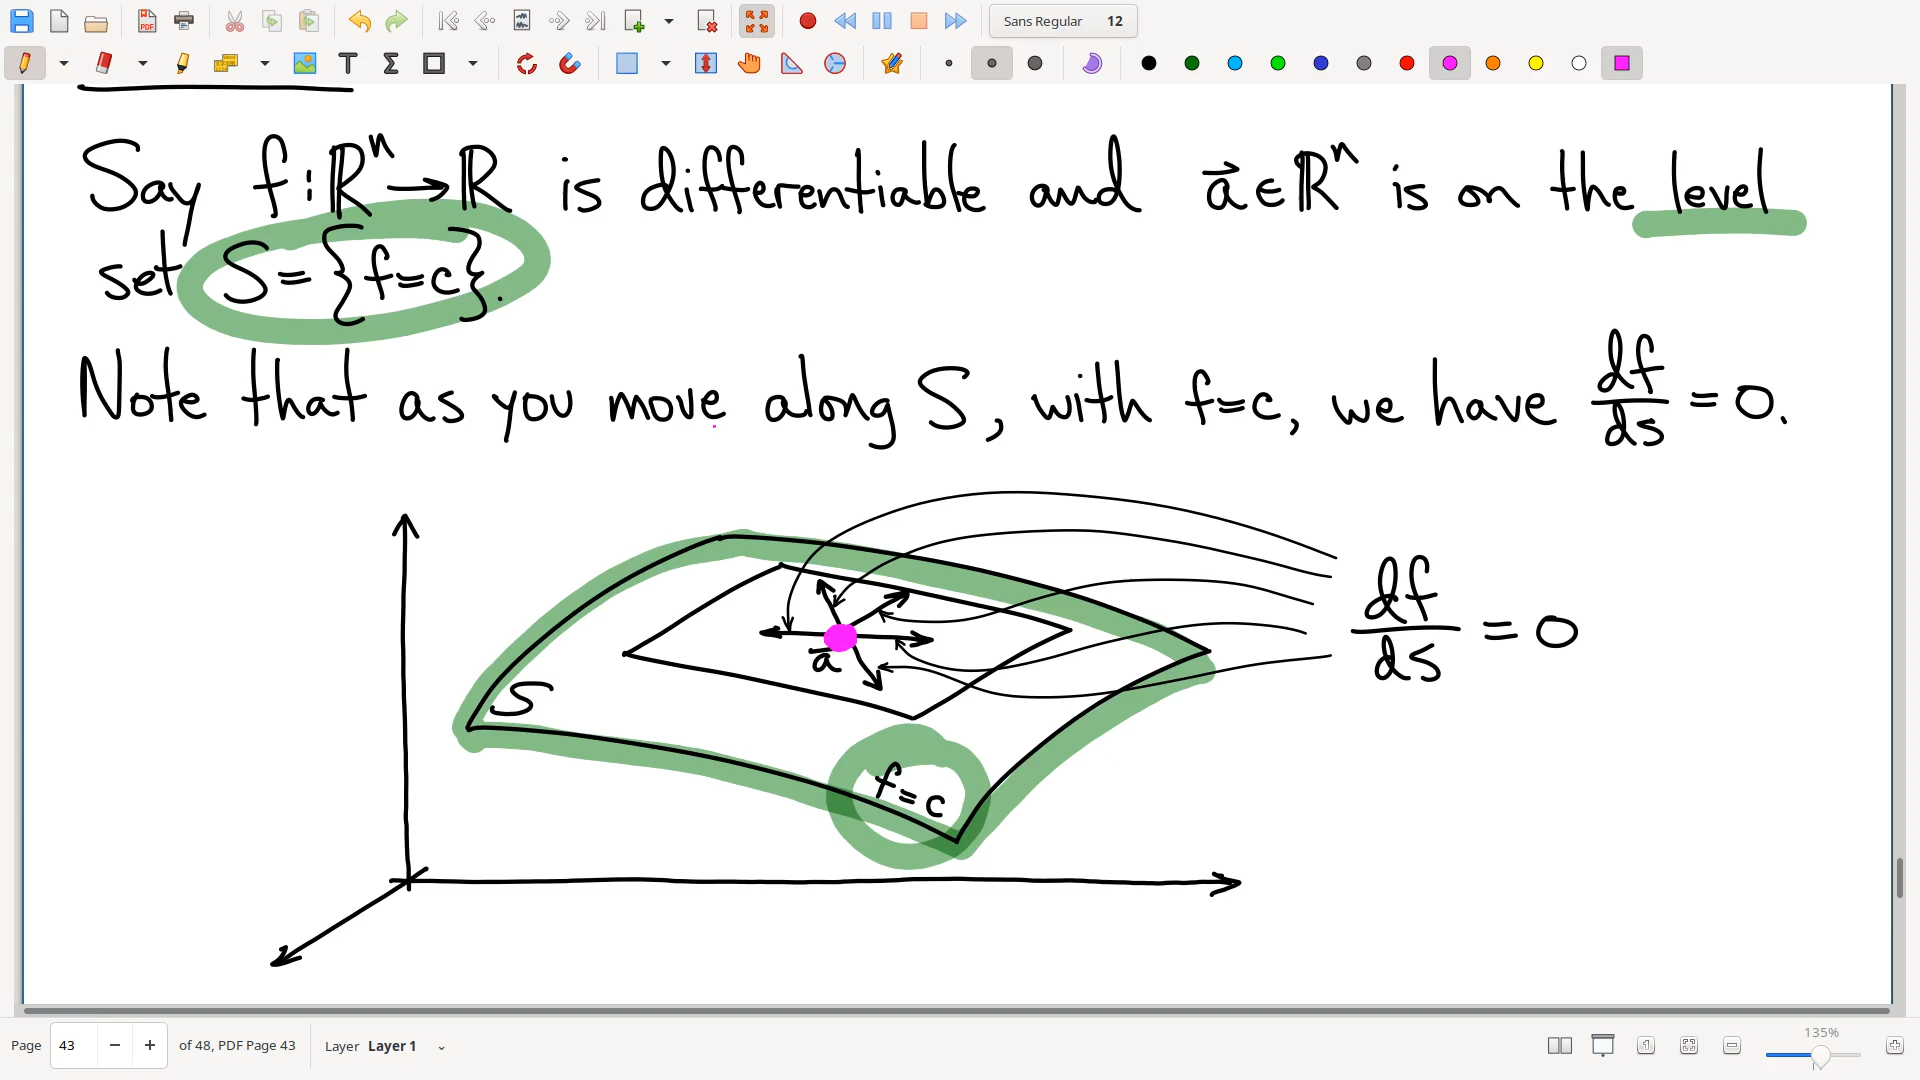 Sans Regular 12
Say f:ℝⁿ→ℝ is differentiable and a⃗∈ℝⁿ is on the level
set S={f=c}.
Note that as you move along S, with f=c, we have df/ds = 0.
df/ds = 0
a⃗
S
f=c
Page 43 of 48, PDF Page 43 Layer Layer 1
135%